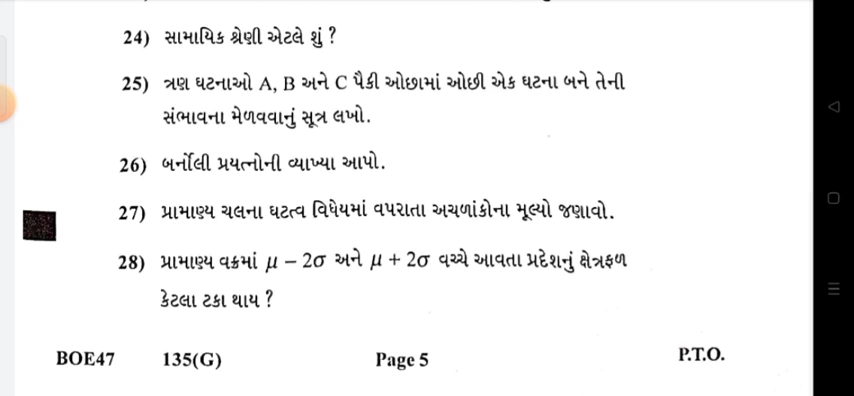 24) સામાયિક શ્રેણી એટલે શું ?
25) ત્રણ ઘટનાઓ A, B અને C પૈકી ઓછામાં ઓછી એક ઘટના બને તેની
સંભાવના મેળવવાનું સૂત્ર લખો.
26) બર્નોલી પ્રયત્નોની વ્યાખ્યા આપો.
27) પ્રામાણ્ય ચલના ઘટત્વ વિધેયમાં વપરાતા અચળાંકોના મૂલ્યો જણાવો.
28) પ્રામાણ્ય વક્રમાં μ – 2σ અને μ + 2σ વચ્ચે આવતા પ્રદેશનું ક્ષેત્રફળ
કેટલા ટકા થાય ?
BOE47 135(G) Page 5 P.T.O.